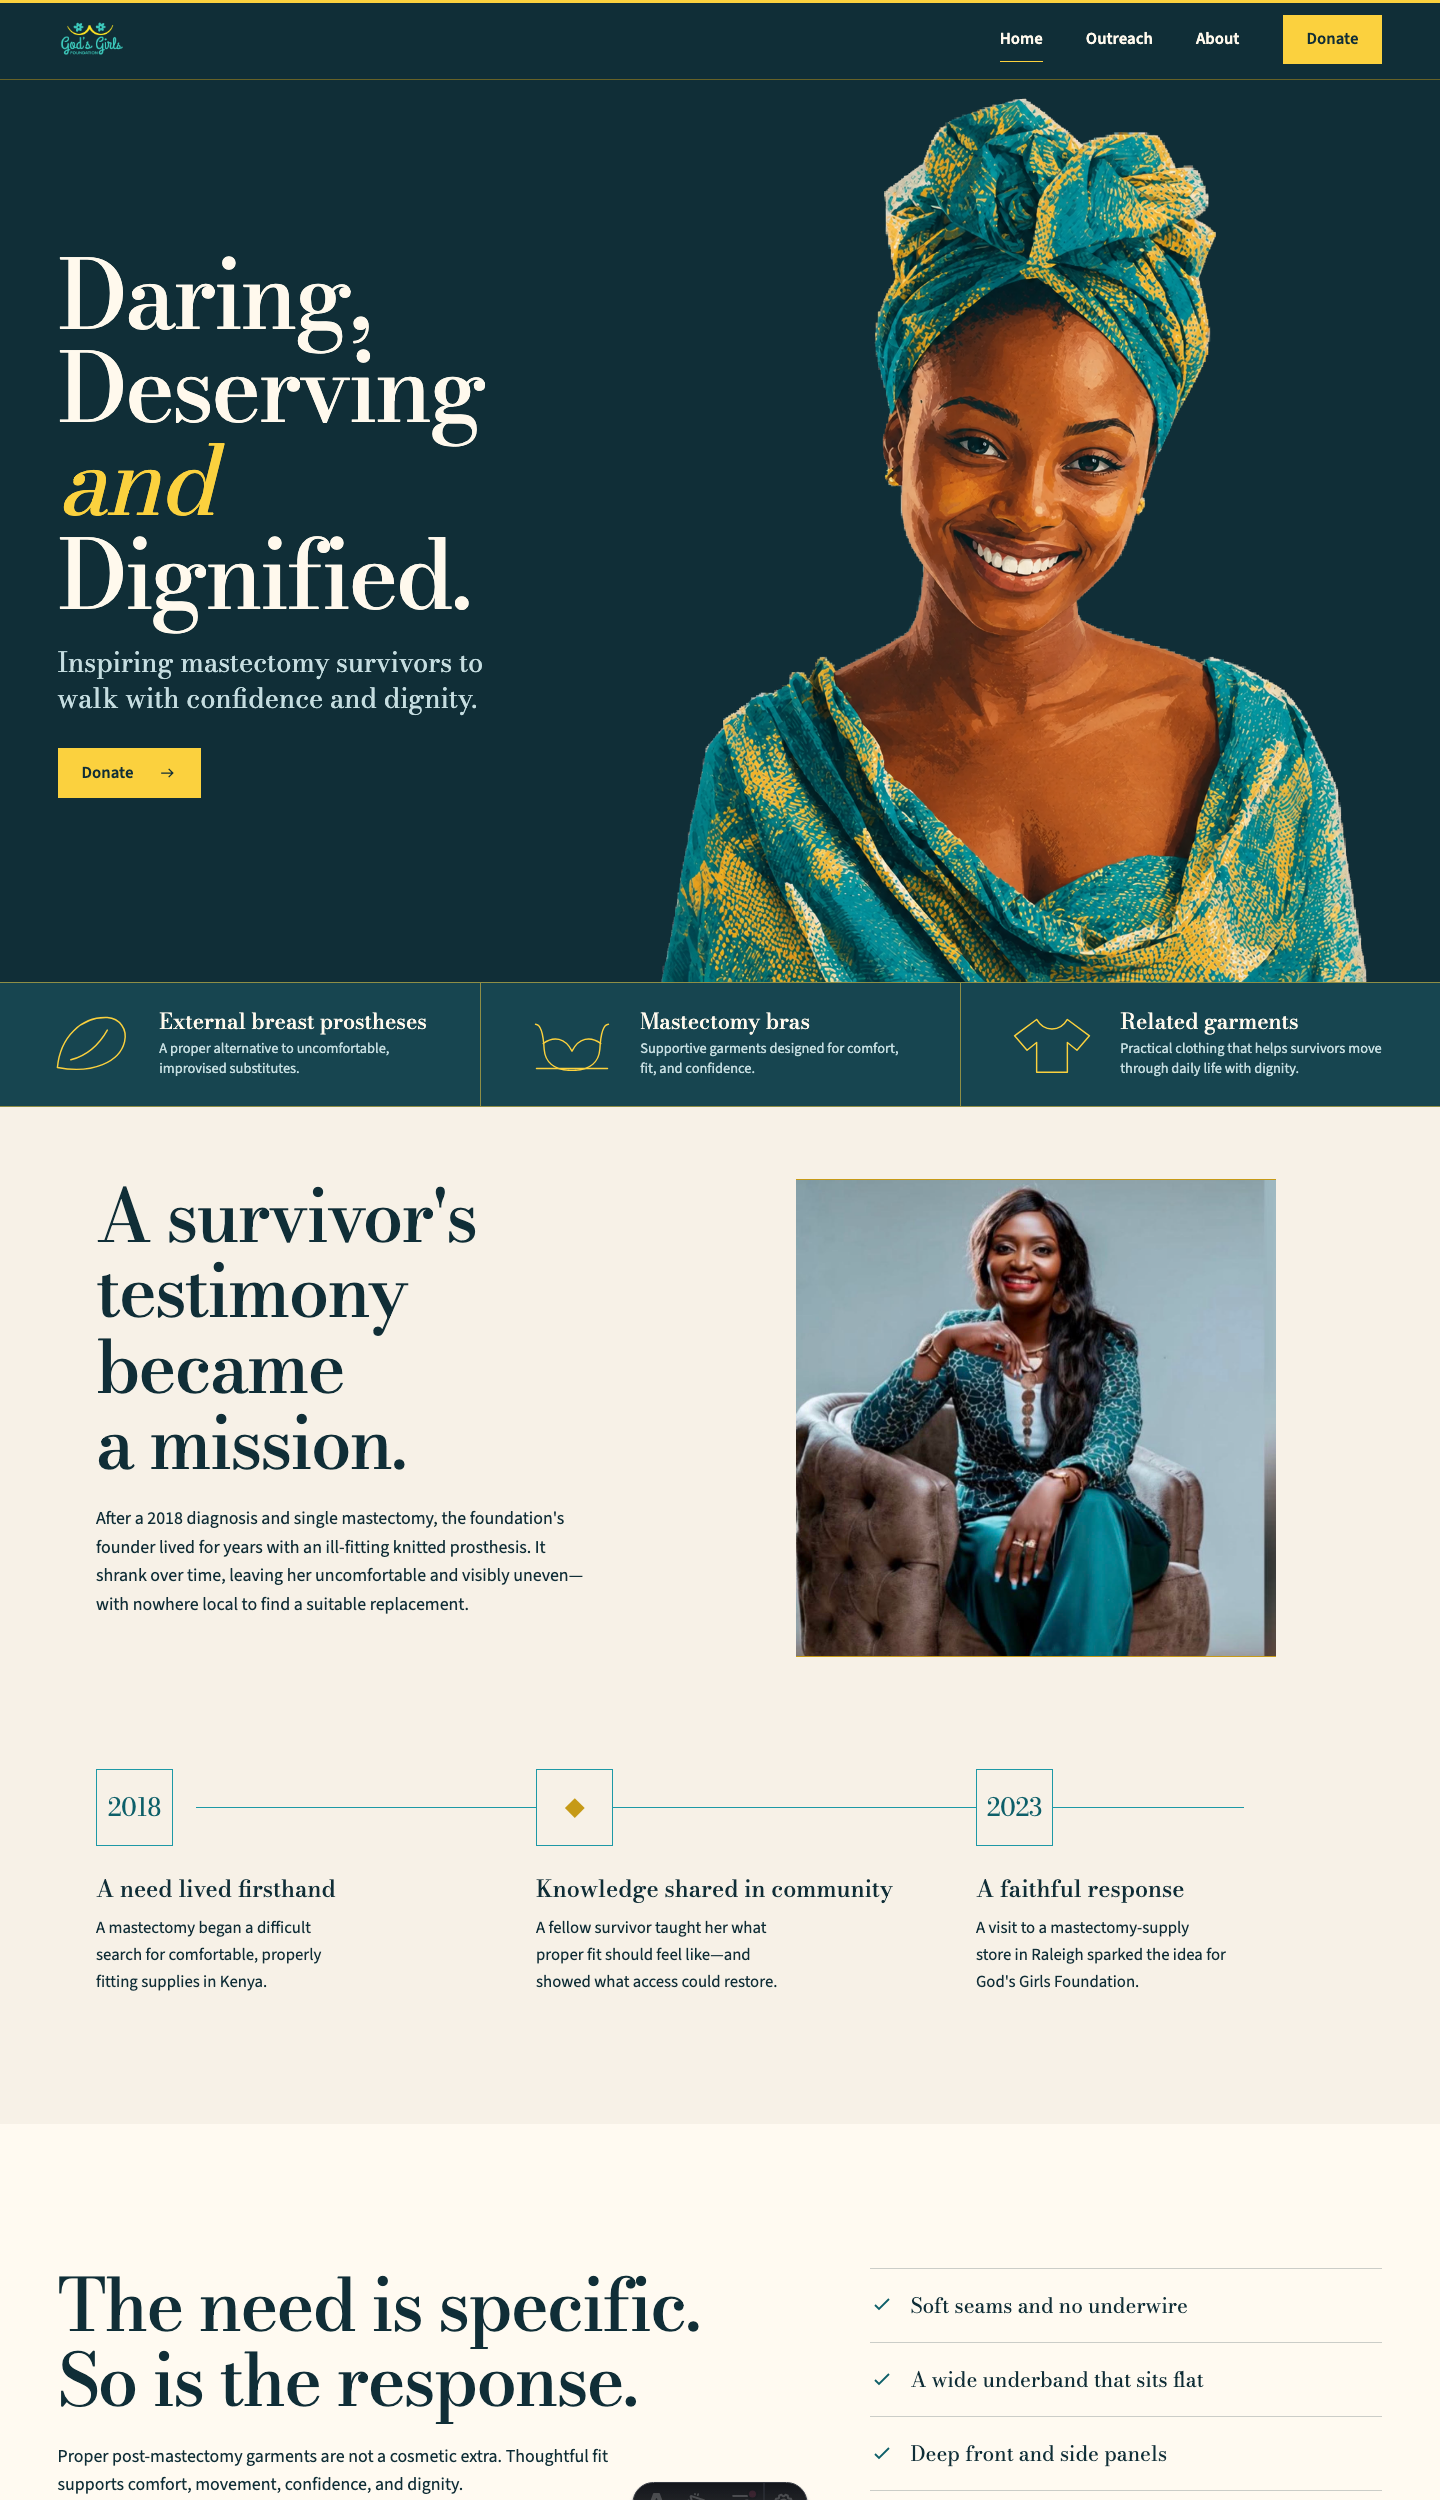 God's Girls
FOUNDATION
Home
Outreach
About
Donate
Daring,
Deserving
and
Dignified.
Inspiring mastectomy survivors to
walk with confidence and dignity.
Donate →
External breast prostheses
A proper alternative to uncomfortable,
improvised substitutes.
Mastectomy bras
Supportive garments designed for comfort,
fit, and confidence.
Related garments
Practical clothing that helps survivors move
through daily life with dignity.
A survivor's
testimony
became
a mission.
After a 2018 diagnosis and single mastectomy, the foundation's
founder lived for years with an ill-fitting knitted prosthesis. It
shrank over time, leaving her uncomfortable and visibly uneven—
with nowhere local to find a suitable replacement.
2018
A need lived firsthand
A mastectomy began a difficult
search for comfortable, properly
fitting supplies in Kenya.
Knowledge shared in community
A fellow survivor taught her what
proper fit should feel like—and
showed what access could restore.
2023
A faithful response
A visit to a mastectomy-supply
store in Raleigh sparked the idea for
God's Girls Foundation.
The need is specific.
So is the response.
Proper post-mastectomy garments are not a cosmetic extra. Thoughtful fit
supports comfort, movement, confidence, and dignity.
Soft seams and no underwire
A wide underband that sits flat
Deep front and side panels